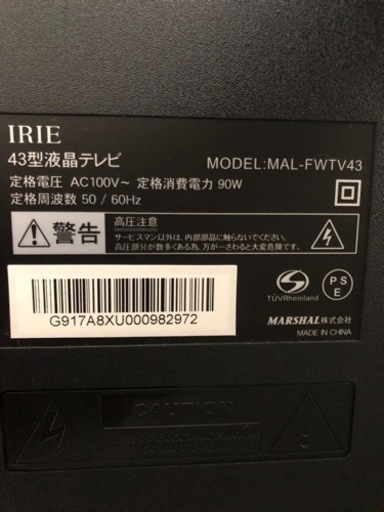 IRIE
43型液晶テレビ
MODEL:MAL-FWTV43
定格電圧 AC100V～ 定格消費電力 90W
定格周波数 50 / 60Hz
警告
高圧注意
サービスマン以外は、内部部品に触らないでください。
高圧部分が数多くある為、万が一さわると大変危険です。
TÜVRheinland
PS
E
G917A8XU000982972
MARSHAL株式会社
MADE IN CHINA
CAUTION